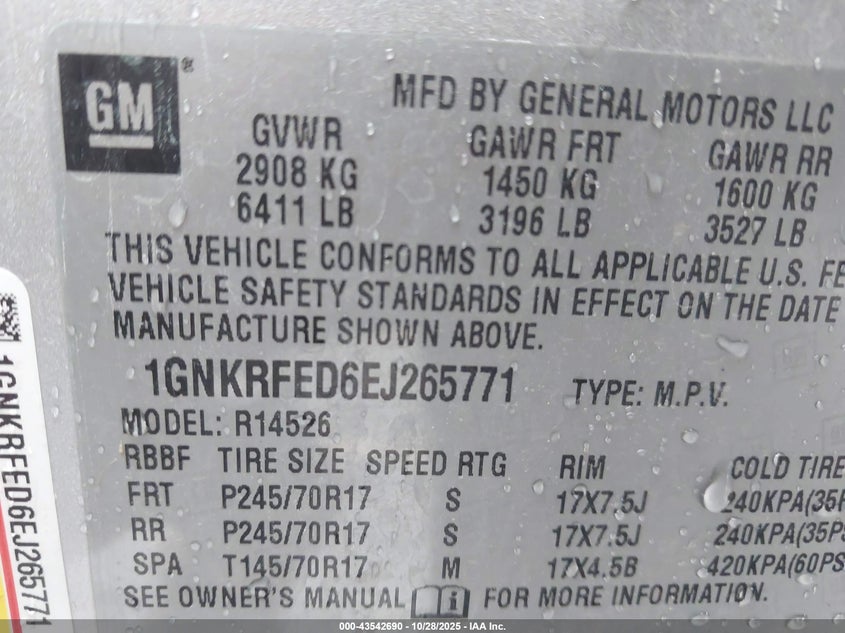 GM ®
MFD BY GENERAL MOTORS LLC
GVWR GAWR FRT GAWR RR
2908 KG 1450 KG 1600 KG
6411 LB 3196 LB 3527 LB
THIS VEHICLE CONFORMS TO ALL APPLICABLE U.S. FE
VEHICLE SAFETY STANDARDS IN EFFECT ON THE DATE
MANUFACTURE SHOWN ABOVE.
1GNKRFED6EJ265771 TYPE: M.P.V.
MODEL: R14526
RBBF TIRE SIZE SPEED RTG RIM COLD TIRE
FRT P245/70R17 S 17X7.5J 240KPA(35P
RR P245/70R17 S 17X7.5J 240KPA(35PS
SPA T145/70R17 M 17X4.5B 420KPA(60PS
SEE OWNER'S MANUAL FOR MORE INFORMATION.
1GNKRFED6EJ265771
000-43542690 - 10/28/2025 - IAA Inc.